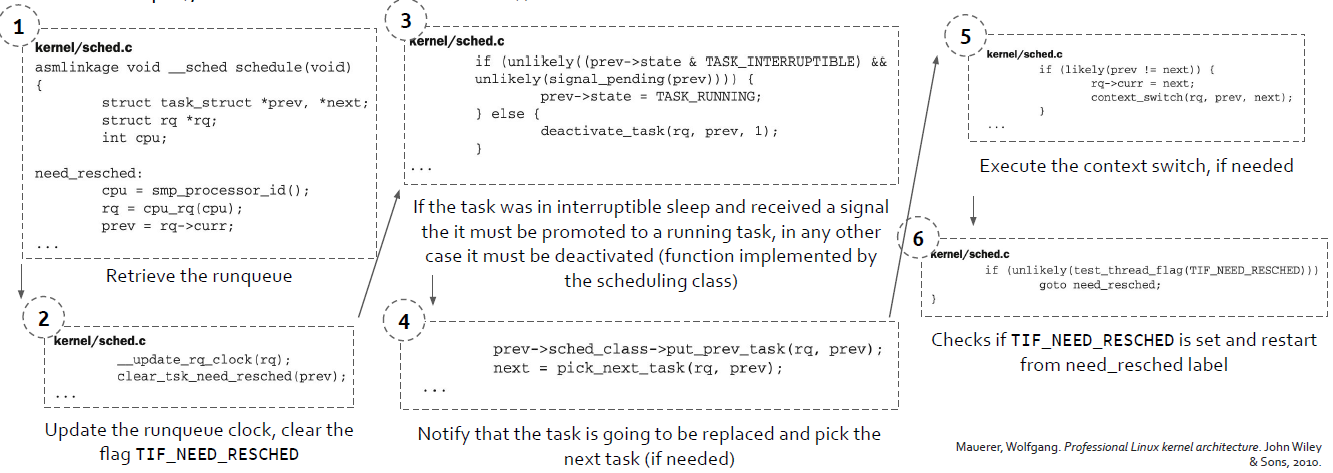 1
kernel/sched.c
asmlinkage void __sched schedule(void)
{
struct task_struct *prev, *next;
struct rq *rq;
int cpu;
need_resched:
cpu = smp_processor_id();
rq = cpu_rq(cpu);
prev = rq->curr;
...
Retrieve the runqueue
2
kernel/sched.c
__update_rq_clock(rq);
clear_tsk_need_resched(prev);
...
Update the runqueue clock, clear the
flag TIF_NEED_RESCHED
3
kernel/sched.c
if (unlikely((prev->state & TASK_INTERRUPTIBLE) &&
unlikely(signal_pending(prev)))) {
prev->state = TASK_RUNNING;
} else {
deactivate_task(rq, prev, 1);
}
...
If the task was in interruptible sleep and received a signal
the it must be promoted to a running task, in any other
case it must be deactivated (function implemented by
the scheduling class)
4
prev->sched_class->put_prev_task(rq, prev);
next = pick_next_task(rq, prev);
...
Notify that the task is going to be replaced and pick the
next task (if needed)
5
kernel/sched.c
if (likely(prev != next)) {
rq->curr = next;
context_switch(rq, prev, next);
}
...
Execute the context switch, if needed
6
kernel/sched.c
if (unlikely(test_thread_flag(TIF_NEED_RESCHED)))
goto need_resched;
}
Checks if TIF_NEED_RESCHED is set and restart
from need_resched label
Mauerer, Wolfgang. Professional Linux kernel architecture. John Wiley
& Sons, 2010.